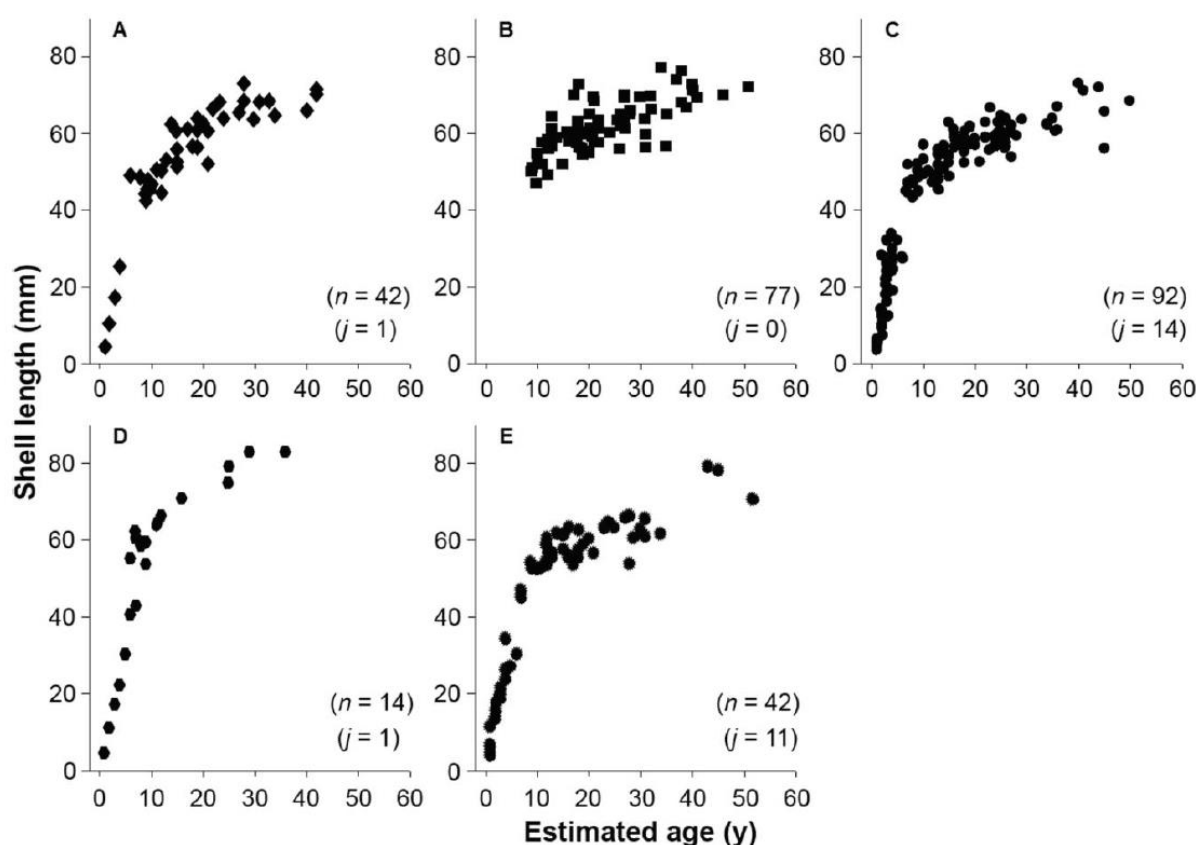 A
B
C
80
60
40
20
0
(n = 42)
(j = 1)
0 10 20 30 40 50 60
80
60
40
20
0
(n = 77)
(j = 0)
0 10 20 30 40 50 60
80
60
40
20
0
(n = 92)
(j = 14)
0 10 20 30 40 50 60
Shell length (mm)
D
E
80
60
40
20
0
(n = 14)
(j = 1)
0 10 20 30 40 50 60
80
60
40
20
0
(n = 42)
(j = 11)
0 10 20 30 40 50 60
Estimated age (y)